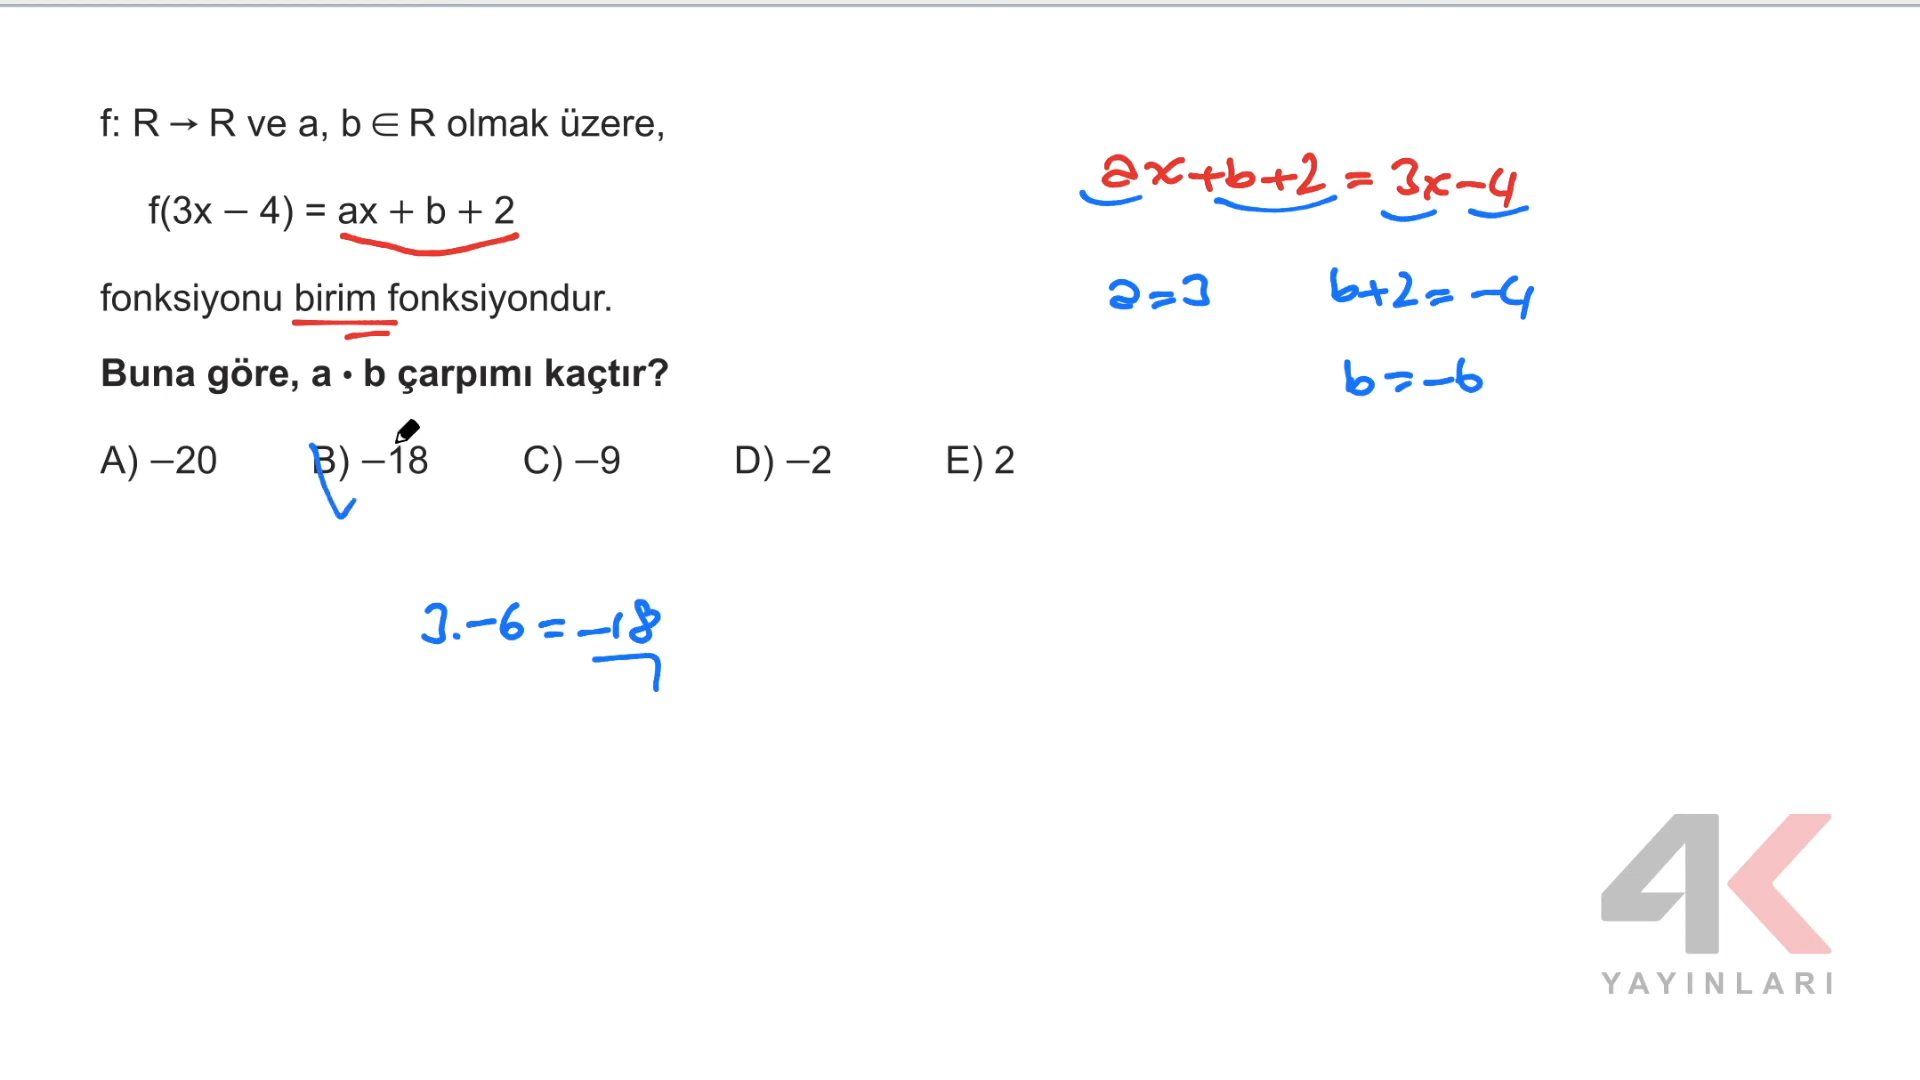 f: R → R ve a, b ∈ R olmak üzere,
f(3x − 4) = ax + b + 2
fonksiyonu birim fonksiyondur.
Buna göre, a · b çarpımı kaçtır?
A) −20 B) −18 C) −9 D) −2 E) 2
3.-6 = -18
ax+b+2 = 3x-4
a=3 b+2=-4
b=-6
4K
YAYINLARI